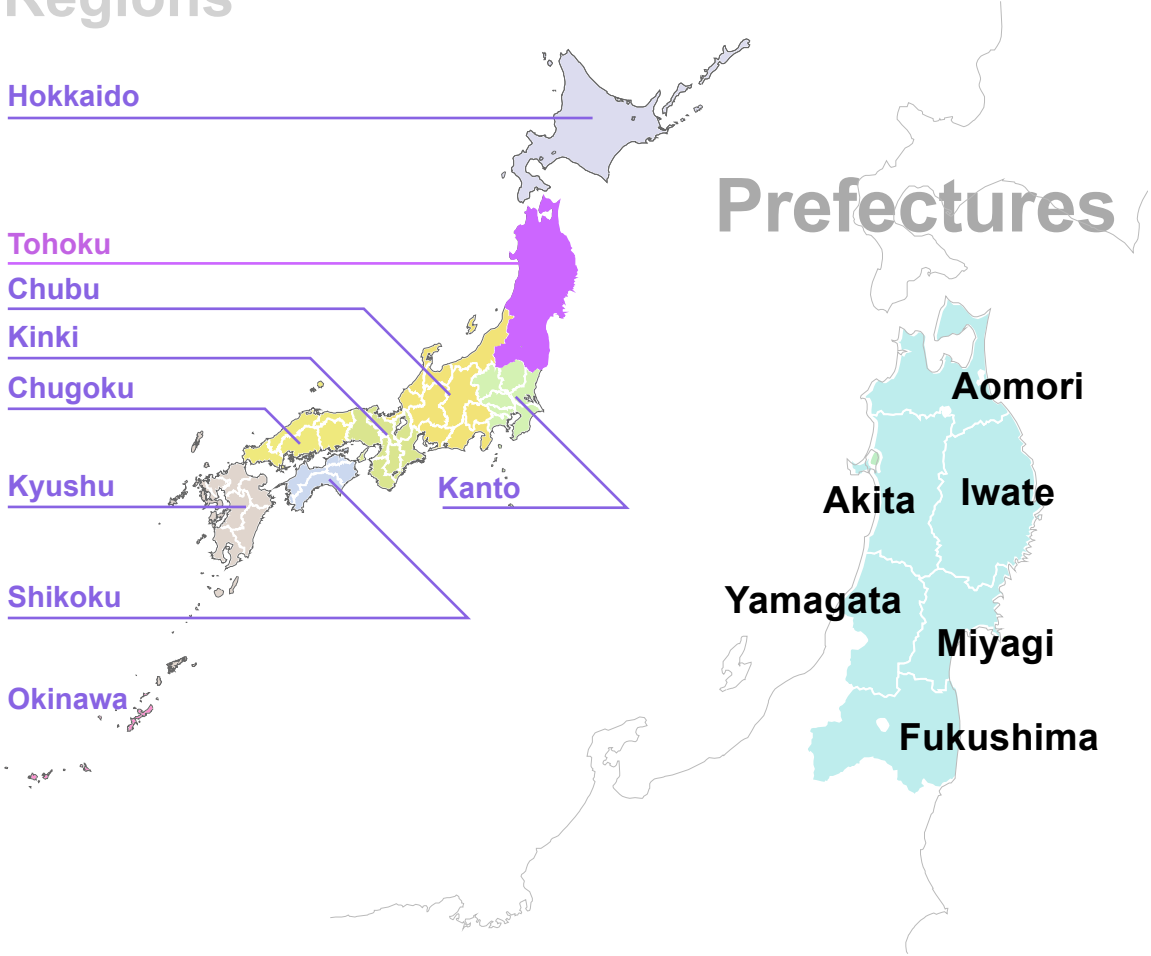 Regions
Hokkaido
Prefectures
Tohoku
Chubu
Kinki
Chugoku
Kyushu
Kanto
Shikoku
Okinawa
Aomori
Akita
Iwate
Yamagata
Miyagi
Fukushima